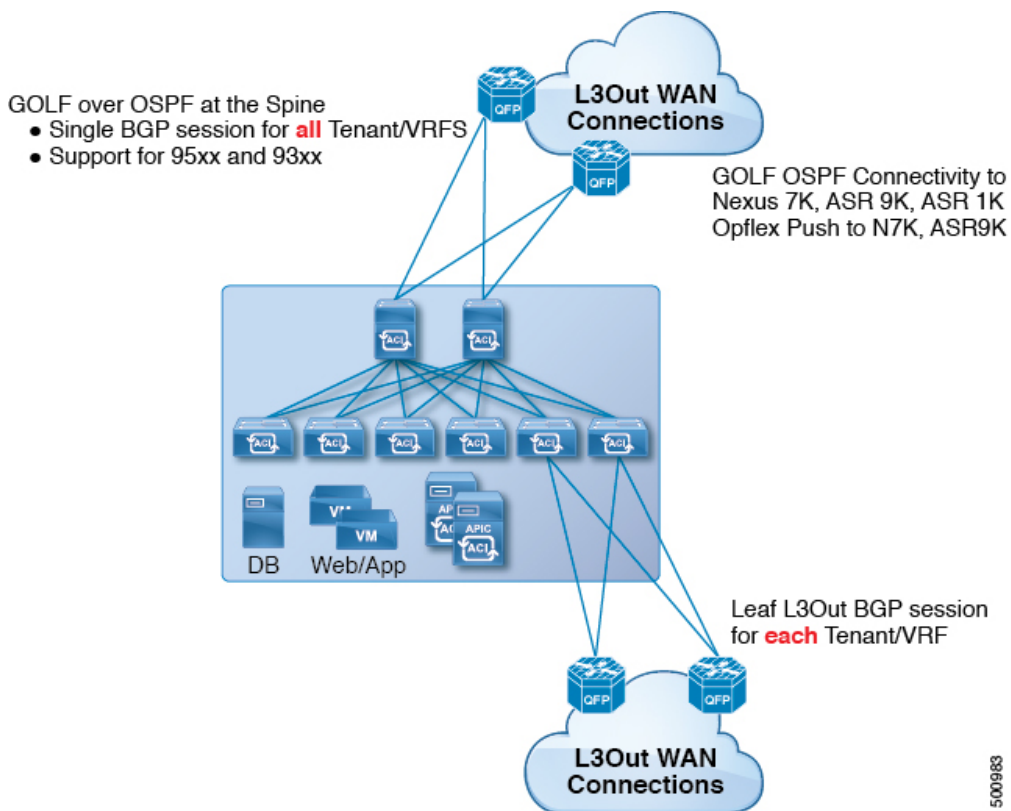 L3Out WAN
Connections
QFP
QFP
GOLF over OSPF at the Spine
• Single BGP session for all Tenant/VRFS
• Support for 95xx and 93xx
GOLF OSPF Connectivity to
Nexus 7K, ASR 9K, ASR 1K
Opflex Push to N7K, ASR9K
ACI
ACI
ACI
ACI
ACI
ACI
ACI
ACI
VM
VM
APIC
ACI
DB
Web/App
Leaf L3Out BGP session
for each Tenant/VRF
QFP
QFP
L3Out WAN
Connections
500983